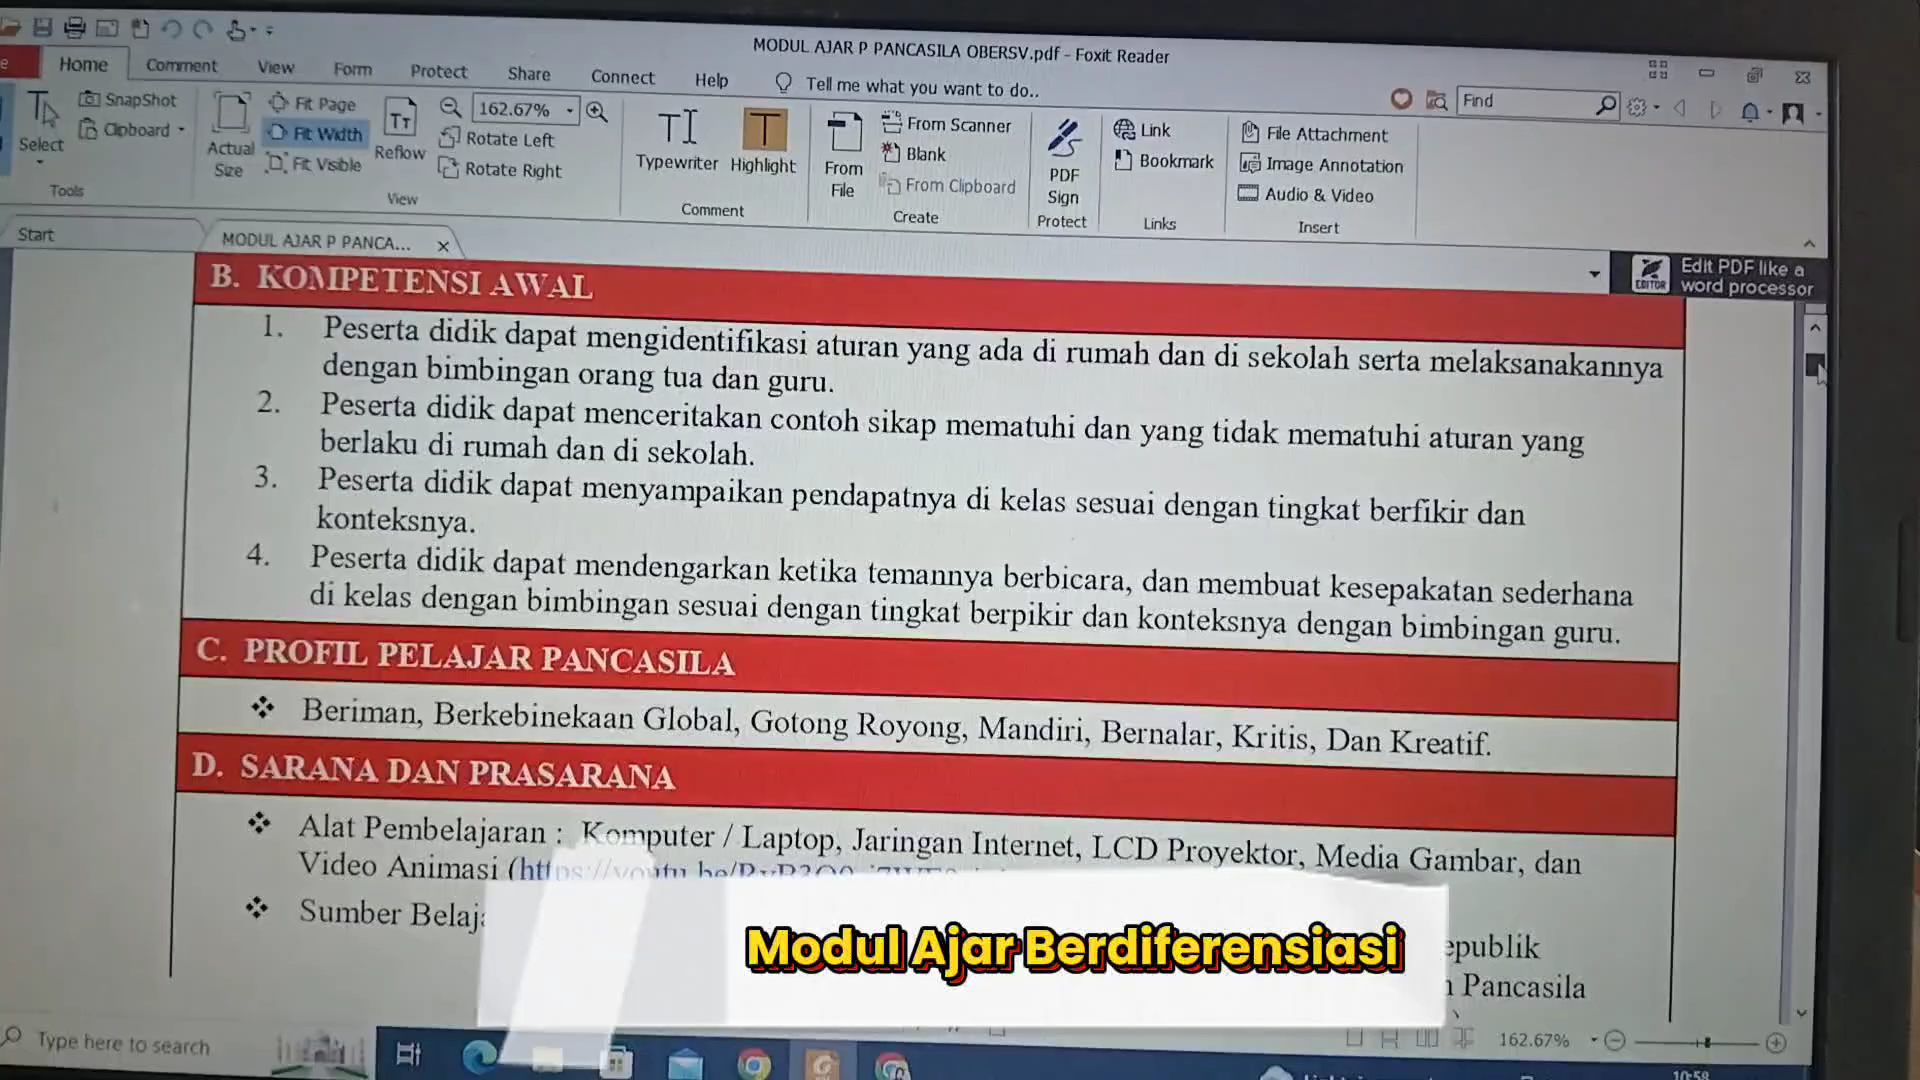 MODUL AJAR P PANCASILA OBERSV.pdf - Foxit Reader
Home Comment View Form Protect Share Connect Help Tell me what you want to do..
Find
Select
SnapShot
Clipboard
Tools
Actual
Size
Fit Page
Fit Width
Fit Visible
Reflow
162.67%
Rotate Left
Rotate Right
View
Typewriter Highlight
Comment
From
File
From Scanner
Blank
From Clipboard
Create
PDF
Sign
Protect
Link
Bookmark
Links
File Attachment
Image Annotation
Audio & Video
Insert
Start
MODUL AJAR P PANCA...
EDITOR
Edit PDF like a
word processor
B. KOMPETENSI AWAL
1. Peserta didik dapat mengidentifikasi aturan yang ada di rumah dan di sekolah serta melaksanakannya
dengan bimbingan orang tua dan guru.
2. Peserta didik dapat menceritakan contoh sikap mematuhi dan yang tidak mematuhi aturan yang
berlaku di rumah dan di sekolah.
3. Peserta didik dapat menyampaikan pendapatnya di kelas sesuai dengan tingkat berfikir dan
konteksnya.
4. Peserta didik dapat mendengarkan ketika temannya berbicara, dan membuat kesepakatan sederhana
di kelas dengan bimbingan sesuai dengan tingkat berpikir dan konteksnya dengan bimbingan guru.
C. PROFIL PELAJAR PANCASILA
❖ Beriman, Berkebinekaan Global, Gotong Royong, Mandiri, Bernalar, Kritis, Dan Kreatif.
D. SARANA DAN PRASARANA
❖ Alat Pembelajaran : Komputer / Laptop, Jaringan Internet, LCD Proyektor, Media Gambar, dan
Video Animasi (https://youtu.be/
❖ Sumber
Pancasila
Modul Ajar Berdiferensiasi
162.67%
Type here to search
10:58